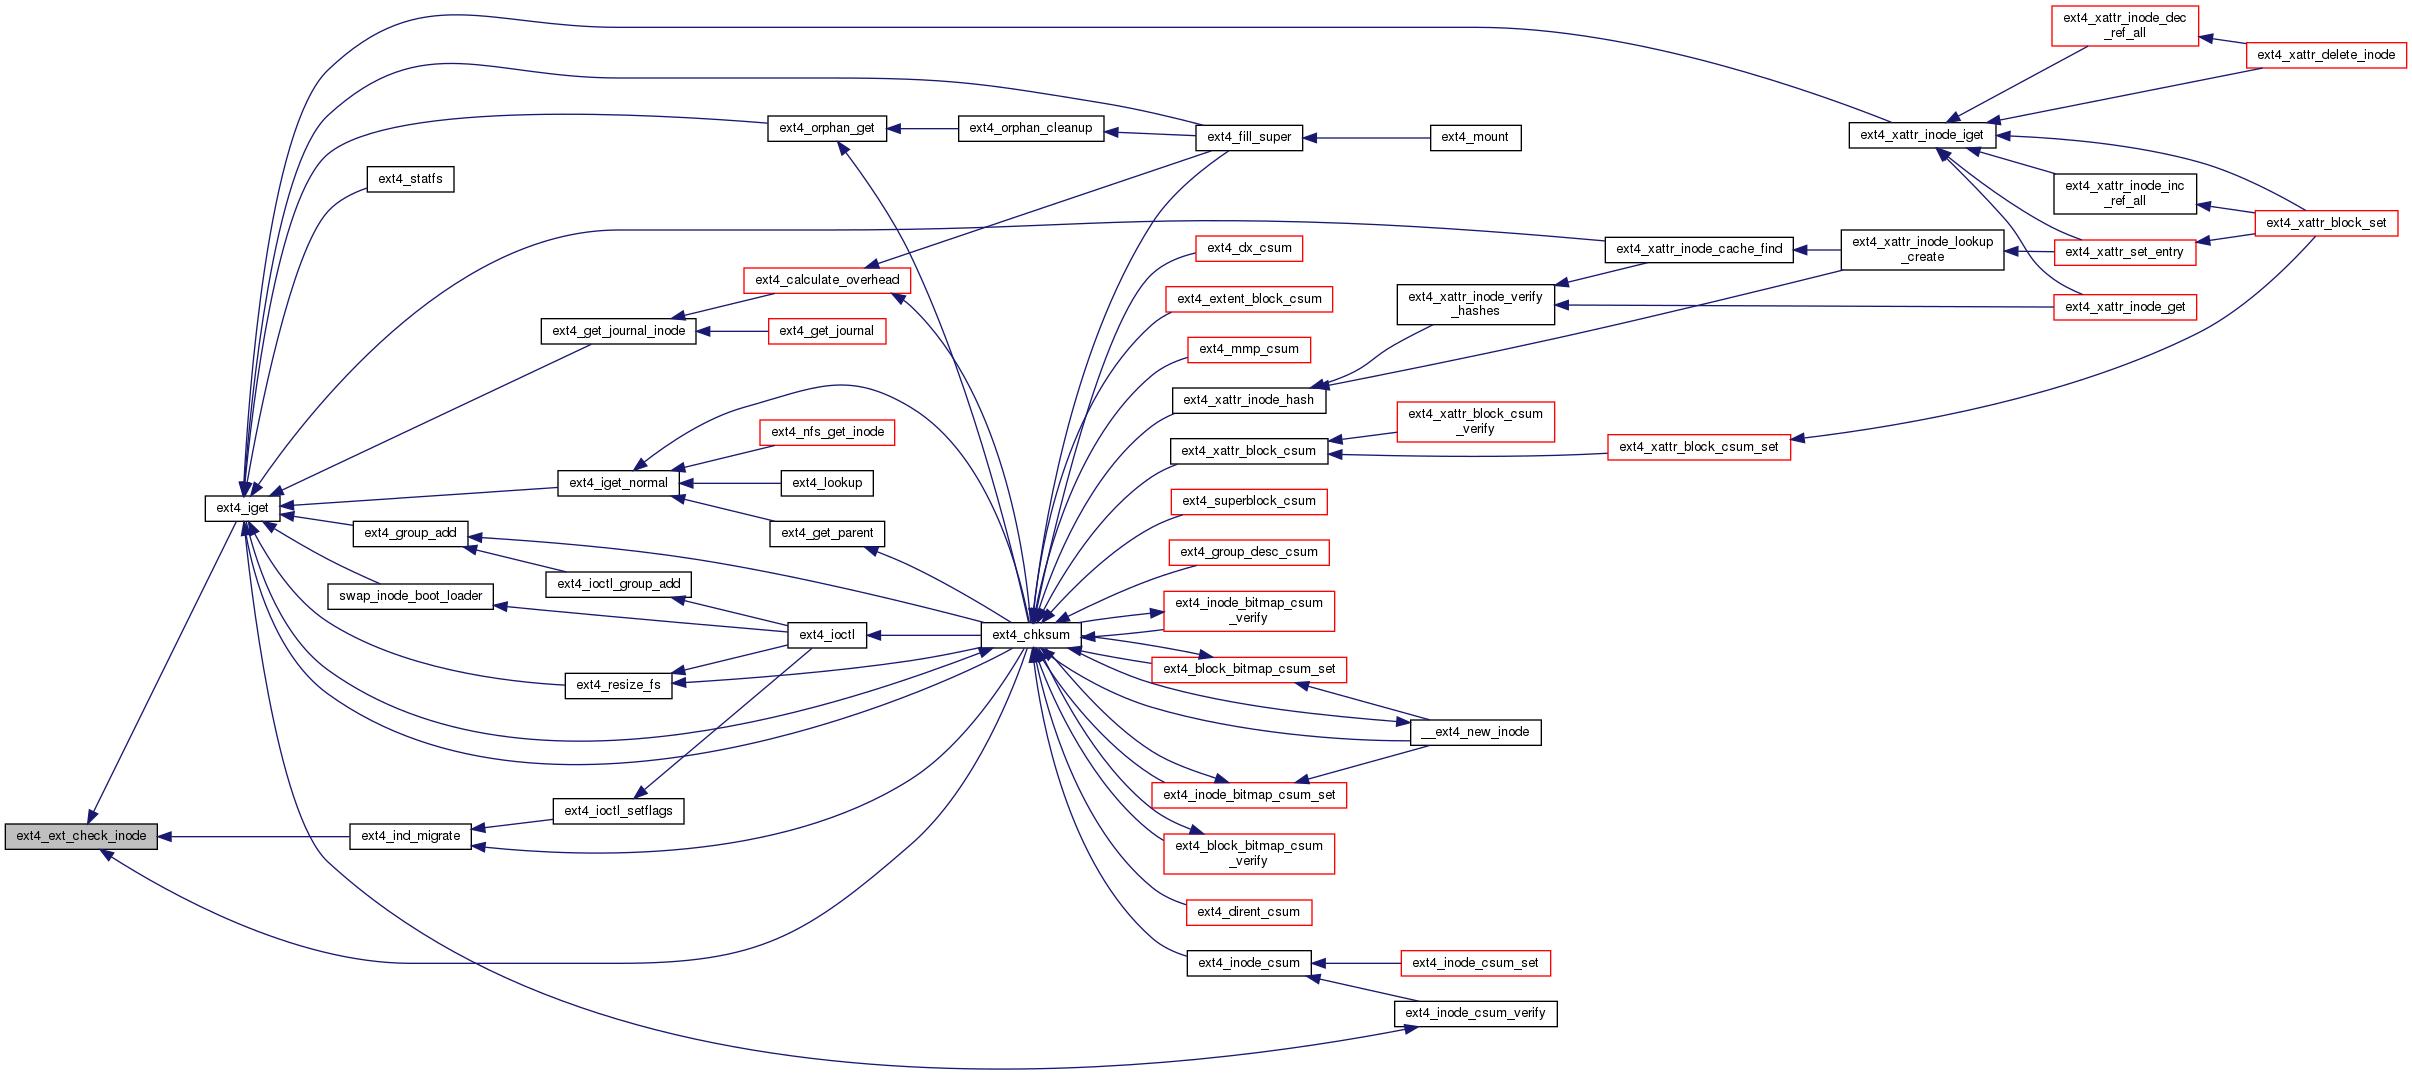 ext4_xattr_inode_dec
_ref_all
ext4_xattr_delete_inode
ext4_orphan_get
ext4_orphan_cleanup
ext4_fill_super
ext4_mount
ext4_xattr_inode_iget
ext4_statfs
ext4_xattr_inode_inc
_ref_all
ext4_xattr_block_set
ext4_dx_csum
ext4_xattr_inode_cache_find
ext4_xattr_inode_lookup
_create
ext4_xattr_set_entry
ext4_calculate_overhead
ext4_extent_block_csum
ext4_xattr_inode_verify
_hashes
ext4_xattr_inode_get
ext4_get_journal_inode
ext4_get_journal
ext4_mmp_csum
ext4_xattr_inode_hash
ext4_nfs_get_inode
ext4_xattr_block_csum
_verify
ext4_xattr_block_csum
ext4_xattr_block_csum_set
ext4_iget_normal
ext4_lookup
ext4_iget
ext4_superblock_csum
ext4_group_add
ext4_get_parent
ext4_group_desc_csum
swap_inode_boot_loader
ext4_ioctl_group_add
ext4_inode_bitmap_csum
_verify
ext4_ioctl
ext4_chksum
ext4_resize_fs
ext4_block_bitmap_csum_set
__ext4_new_inode
ext4_inode_bitmap_csum_set
ext4_ioctl_setflags
ext4_ext_check_inode
ext4_ind_migrate
ext4_block_bitmap_csum
_verify
ext4_dirent_csum
ext4_inode_csum
ext4_inode_csum_set
ext4_inode_csum_verify